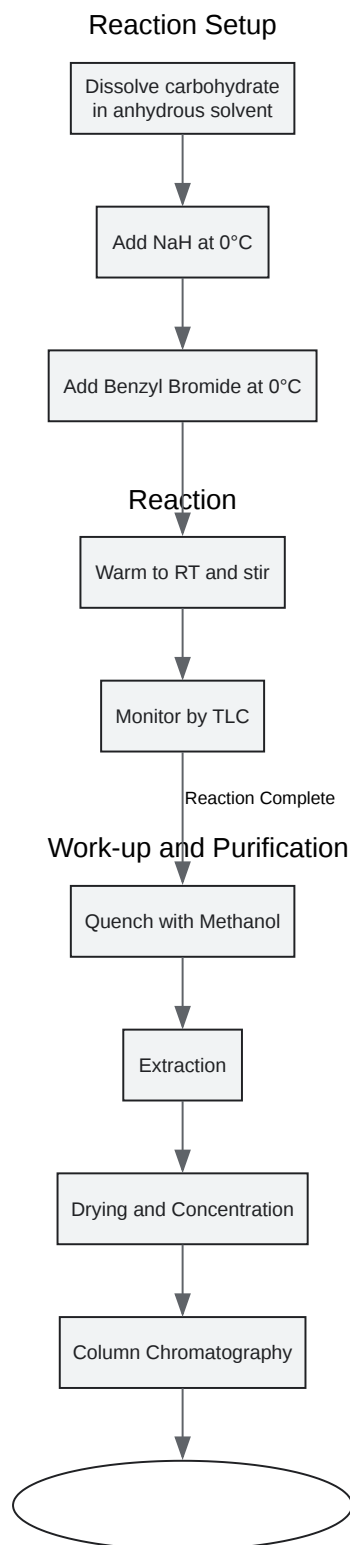 Reaction Setup
Dissolve carbohydrate
in anhydrous solvent
Add NaH at 0°C
Add Benzyl Bromide at 0°C
Reaction
Warm to RT and stir
Monitor by TLC
Reaction Complete
Work-up and Purification
Quench with Methanol
Extraction
Drying and Concentration
Column Chromatography